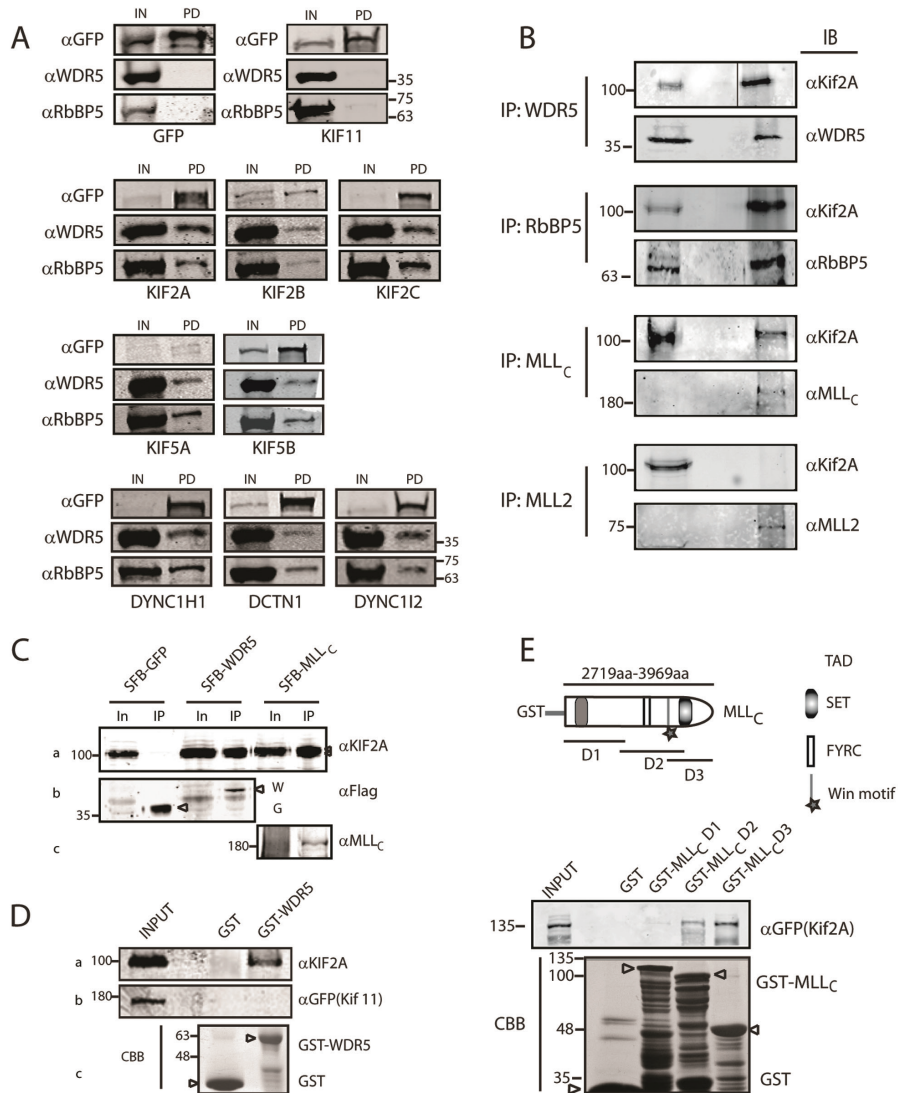 A
IN PD IN PD
αGFP αGFP
αWDR5 αWDR5 35
αRbBP5 αRbBP5 75
63
GFP KIF11
IN PD IN PD IN PD
αGFP
αWDR5
αRbBP5
KIF2A KIF2B KIF2C
IN PD IN PD
αGFP
αWDR5
αRbBP5
KIF5A KIF5B
IN PD IN PD IN PD
αGFP
αWDR5 35
αRbBP5 75
63
DYNC1H1 DCTN1 DYNC1I2
B
IB
IP: WDR5
100 αKif2A
35 αWDR5
IP: RbBP5
100 αKif2A
63 αRbBP5
IP: MLLC
100 αKif2A
180 αMLLC
IP: MLL2
100 αKif2A
75 αMLL2
C
SFB-GFP SFB-WDR5 SFB-MLLC
In IP In IP In IP
a 100 αKIF2A
b W αFlag
35 G
c 180 αMLLC
D
INPUT GST GST-WDR5
a 100 αKIF2A
b 180 αGFP(Kif 11)
CBB
63 GST-WDR5
48
c GST
E
2719aa-3969aa
GST MLLC
D1 D2 D3
TAD
SET
FYRC
Win motif
INPUT GST GST-MLLCD1 GST-MLLCD2 GST-MLLCD3
135 αGFP(Kif2A)
CBB
135
100 GST-MLLC
48
35 GST